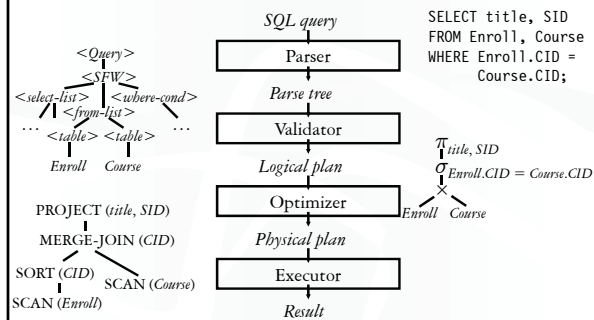 SQL query
Parser
Parse tree
Validator
Logical plan
Optimizer
Physical plan
Executor
Result
SELECT title, SID
FROM Enroll, Course
WHERE Enroll.CID =
Course.CID;
<Query>
<SFW>
<select-list> <where-cond>
<from-list>
… <table> <table> …
Enroll Course
π title, SID
σ Enroll.CID = Course.CID
×
Enroll Course
PROJECT (title, SID)
MERGE-JOIN (CID)
SORT (CID)
SCAN (Course)
SCAN (Enroll)